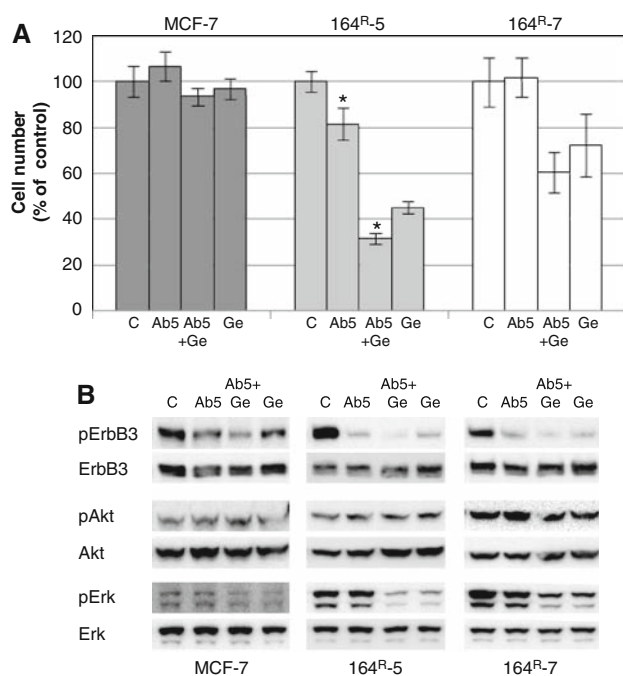 A
MCF-7 164R-5 164R-7
Cell number
(% of control)
120
100
80
60
40
20
0
* *
C Ab5 Ab5 +Ge Ge C Ab5 Ab5 +Ge Ge C Ab5 Ab5 +Ge Ge
B
C Ab5 Ab5+ Ge Ge C Ab5 Ab5+ Ge Ge C Ab5 Ab5+ Ge Ge
pErbB3
ErbB3
pAkt
Akt
pErk
Erk
MCF-7 164R-5 164R-7